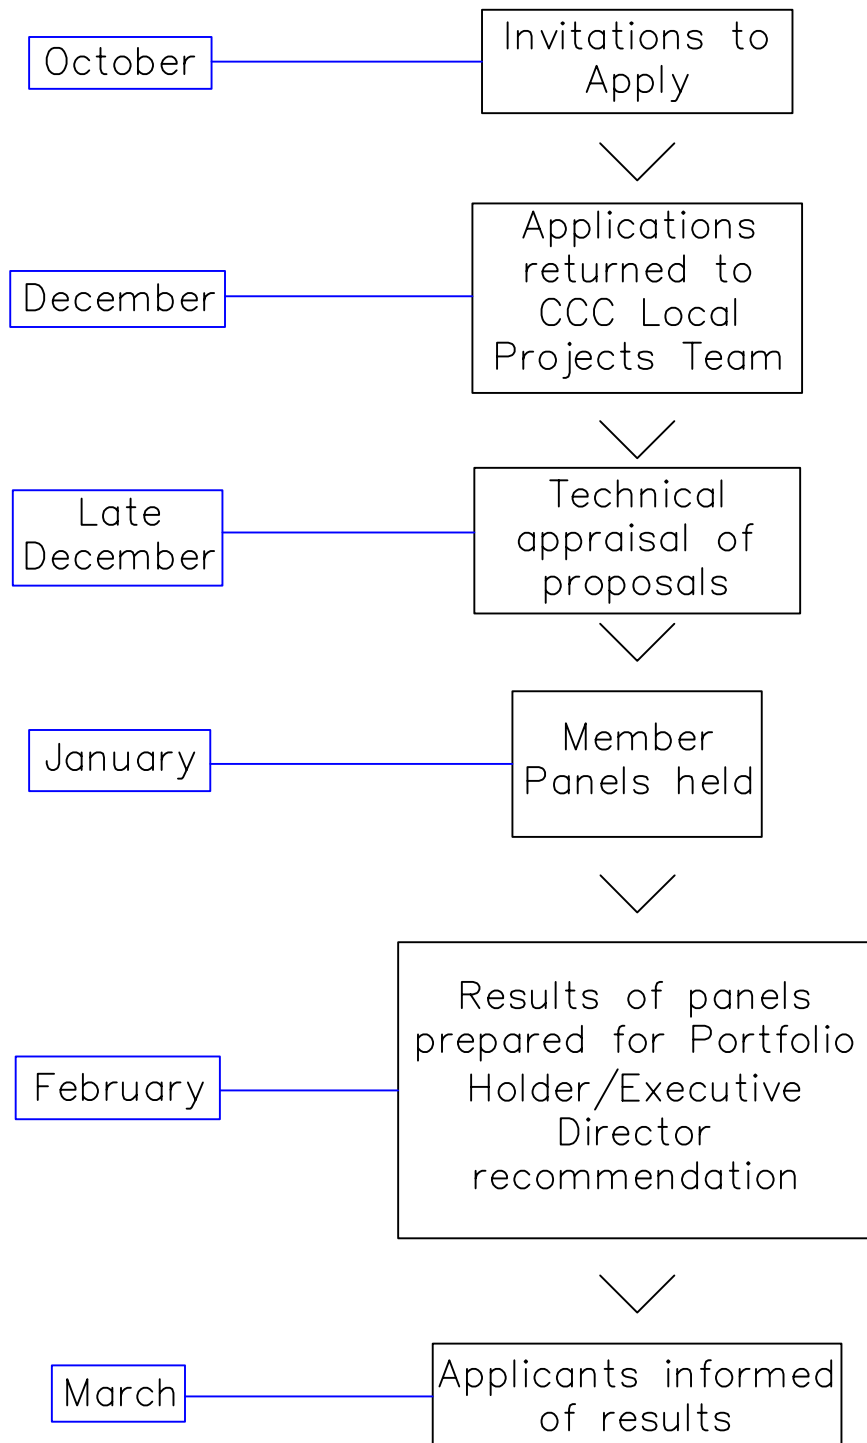 October
Invitations to
Apply
December
Applications
returned to
CCC Local
Projects Team
Late
December
Technical
appraisal of
proposals
January
Member
Panels held
February
Results of panels
prepared for Portfolio
Holder/Executive
Director
recommendation
March
Applicants informed
of results